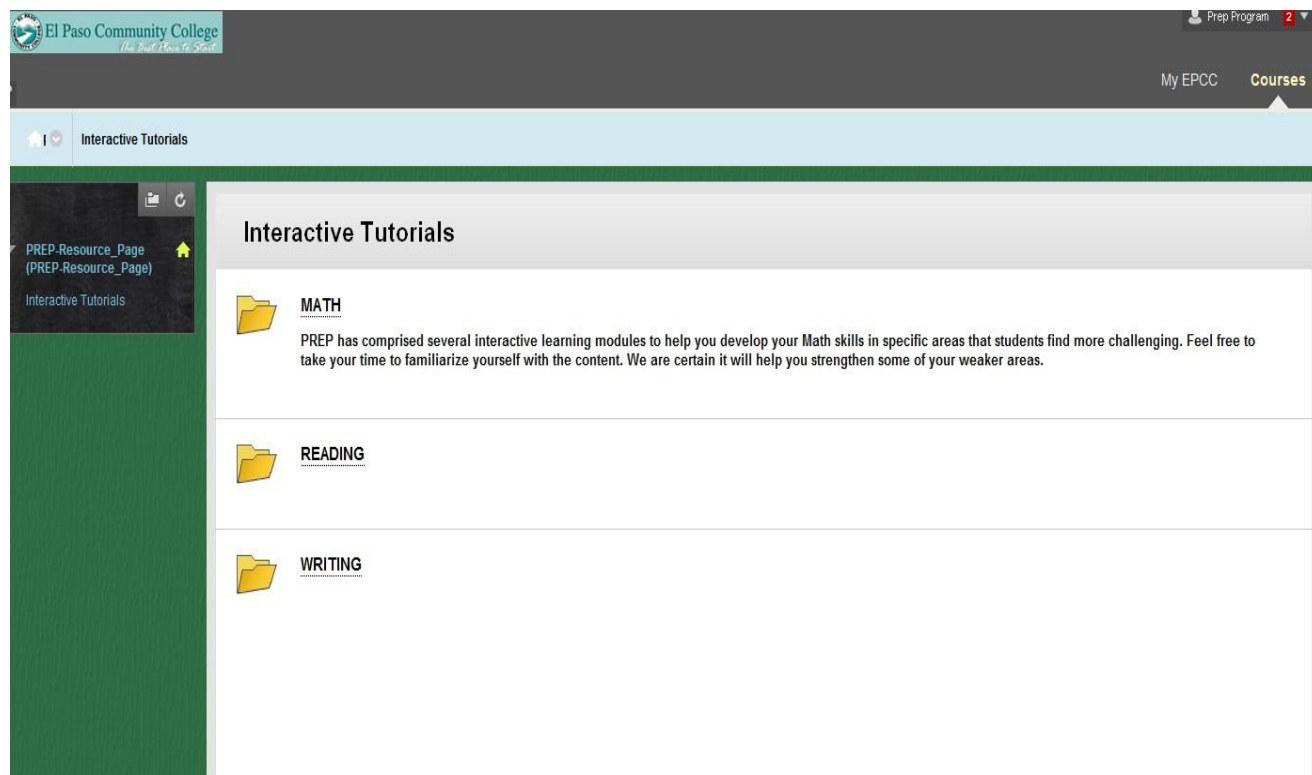 El Paso Community College
The Best Place to Start
Prep Program 2
My EPCC Courses
Interactive Tutorials
PREP-Resource_Page
(PREP-Resource_Page)
Interactive Tutorials
Interactive Tutorials
MATH
PREP has comprised several interactive learning modules to help you develop your Math skills in specific areas that students find more challenging. Feel free to
take your time to familiarize yourself with the content. We are certain it will help you strengthen some of your weaker areas.
READING
WRITING